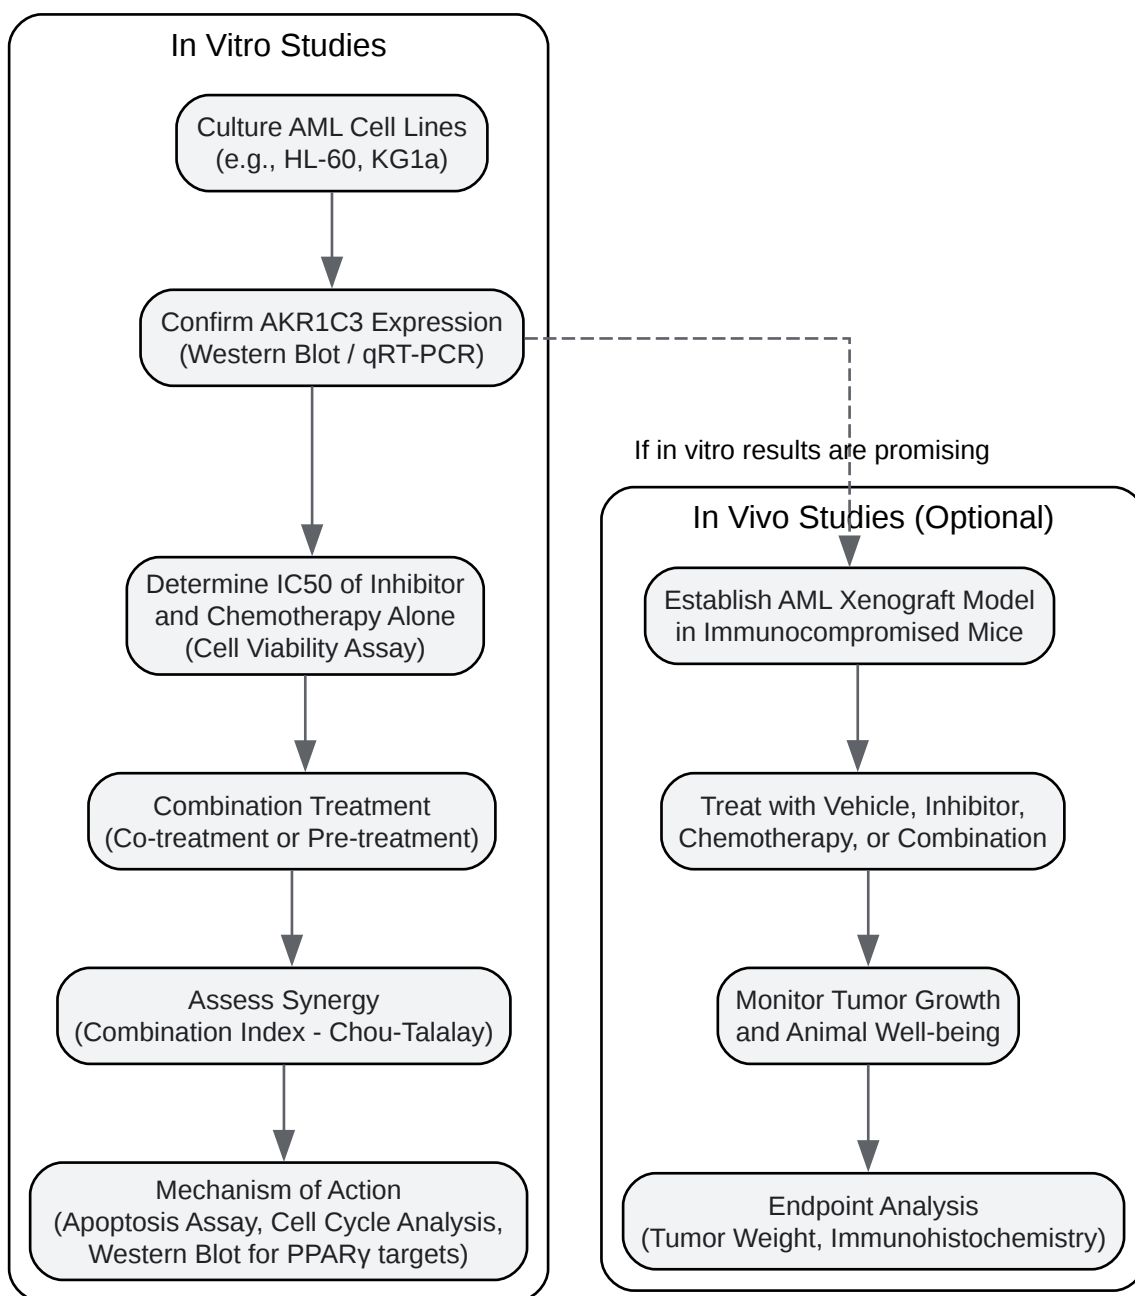 In Vitro Studies
Culture AML Cell Lines
(e.g., HL-60, KG1a)
Confirm AKR1C3 Expression
(Western Blot / qRT-PCR)
Determine IC50 of Inhibitor
and Chemotherapy Alone
(Cell Viability Assay)
Combination Treatment
(Co-treatment or Pre-treatment)
Assess Synergy
(Combination Index - Chou-Talalay)
Mechanism of Action
(Apoptosis Assay, Cell Cycle Analysis,
Western Blot for PPARγ targets)
If in vitro results are promising
In Vivo Studies (Optional)
Establish AML Xenograft Model
in Immunocompromised Mice
Treat with Vehicle, Inhibitor,
Chemotherapy, or Combination
Monitor Tumor Growth
and Animal Well-being
Endpoint Analysis
(Tumor Weight, Immunohistochemistry)